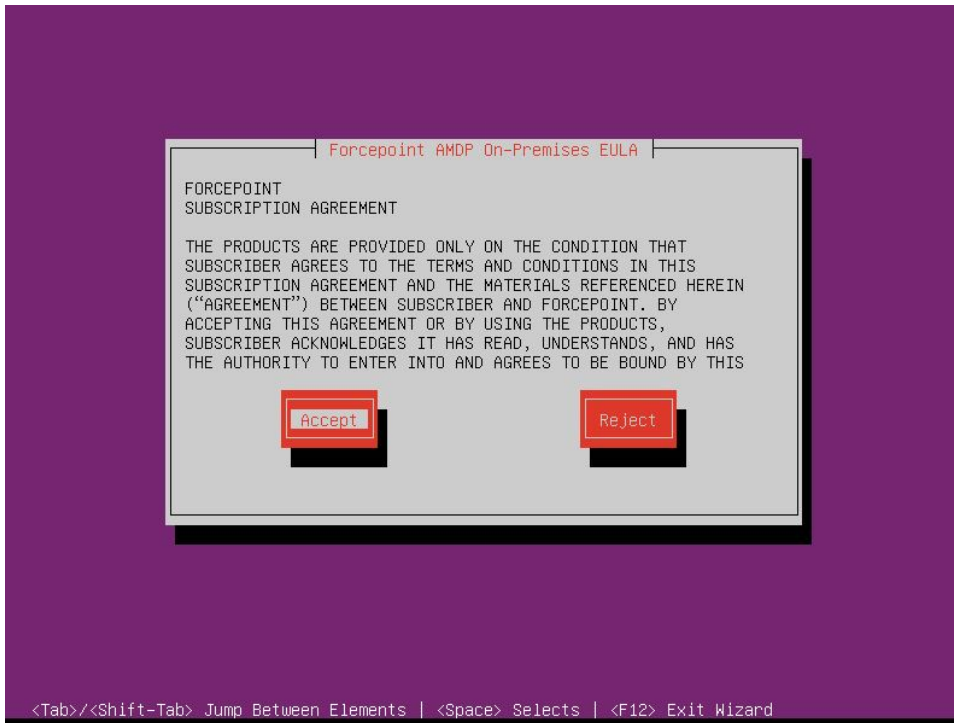 Forcepoint AMDP On-Premises EULA
FORCEPOINT
SUBSCRIPTION AGREEMENT
THE PRODUCTS ARE PROVIDED ONLY ON THE CONDITION THAT
SUBSCRIBER AGREES TO THE TERMS AND CONDITIONS IN THIS
SUBSCRIPTION AGREEMENT AND THE MATERIALS REFERENCED HEREIN
(“AGREEMENT”) BETWEEN SUBSCRIBER AND FORCEPOINT. BY
ACCEPTING THIS AGREEMENT OR BY USING THE PRODUCTS,
SUBSCRIBER ACKNOWLEDGES IT HAS READ, UNDERSTANDS, AND HAS
THE AUTHORITY TO ENTER INTO AND AGREES TO BE BOUND BY THIS
Accept Reject
<Tab>/<Shift-Tab> Jump Between Elements | <Space> Selects | <F12> Exit Wizard